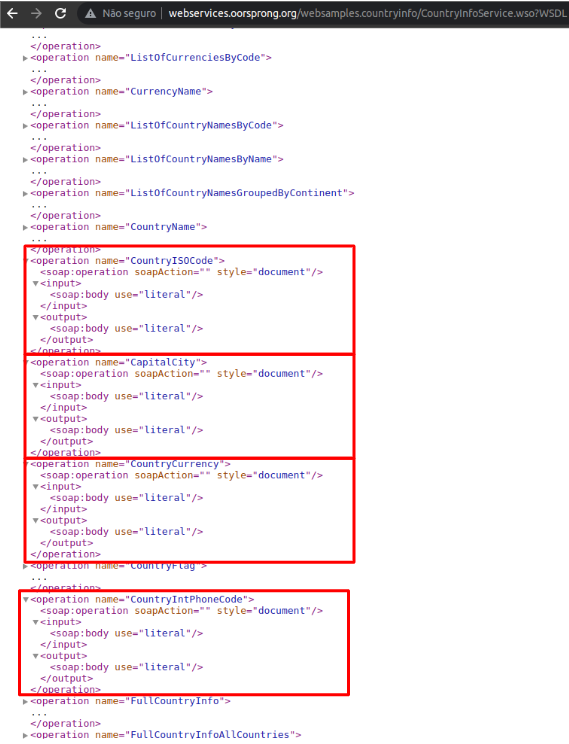 Não seguro | webservices.oorsprong.org/websamples.countryinfo/CountryInfoService.wso?WSDL
...
</operation>
<operation name="ListOfCurrenciesByCode">
...
</operation>
<operation name="CurrencyName">
...
</operation>
<operation name="ListOfCountryNamesByCode">
...
</operation>
<operation name="ListOfCountryNamesByName">
...
</operation>
<operation name="ListOfCountryNamesGroupedByContinent">
...
</operation>
<operation name="CountryName">
...
</operation>
<operation name="CountryISOCode">
<soap:operation soapAction="" style="document"/>
<input>
<soap:body use="literal"/>
</input>
<output>
<soap:body use="literal"/>
</output>
</operation>
<operation name="CapitalCity">
<soap:operation soapAction="" style="document"/>
<input>
<soap:body use="literal"/>
</input>
<output>
<soap:body use="literal"/>
</output>
</operation>
<operation name="CountryCurrency">
<soap:operation soapAction="" style="document"/>
<input>
<soap:body use="literal"/>
</input>
<output>
<soap:body use="literal"/>
</output>
</operation>
<operation name="CountryFlag">
...
</operation>
<operation name="CountryIntPhoneCode">
<soap:operation soapAction="" style="document"/>
<input>
<soap:body use="literal"/>
</input>
<output>
<soap:body use="literal"/>
</output>
</operation>
<operation name="FullCountryInfo">
...
</operation>
<operation name="FullCountryInfoAllCountries">